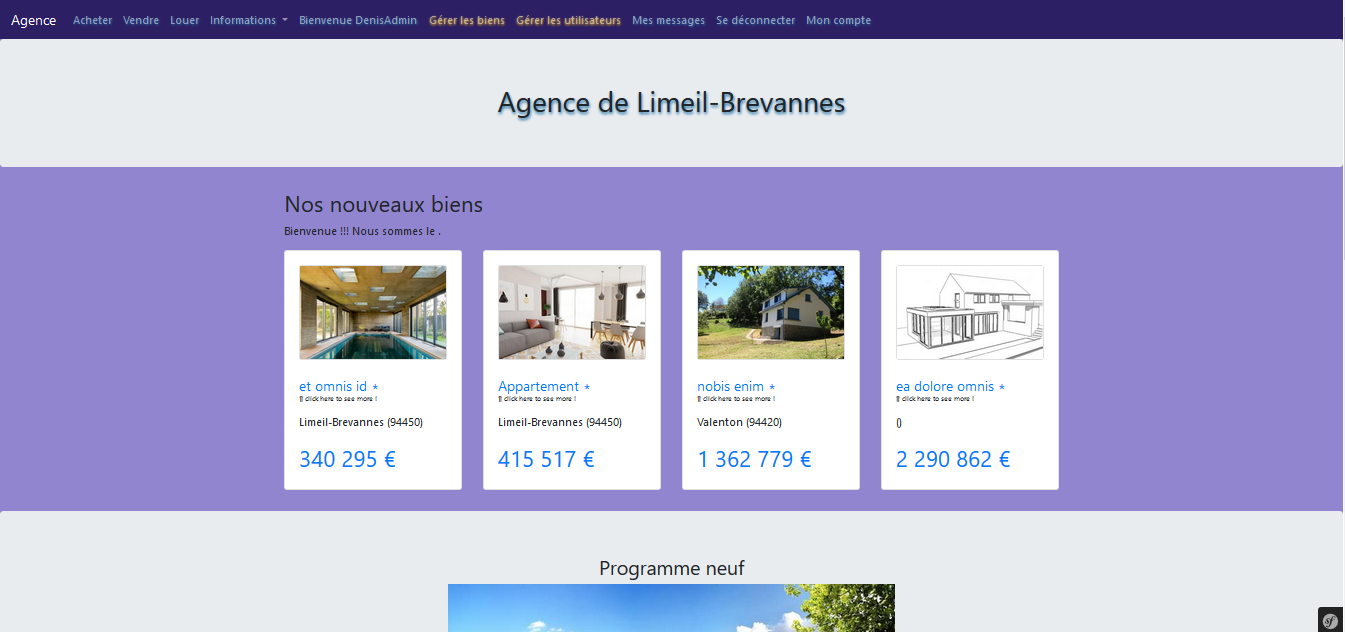 Agence Acheter Vendre Louer Informations Bienvenue DenisAdmin Gérer les biens Gérer les utilisateurs Mes messages Se déconnecter Mon compte
Agence de Limeil-Brevannes
Nos nouveaux biens
Bienvenue !!! Nous sommes le .
et omnis id *
⇑ click here to see more !
Limeil-Brevannes (94450)
340 295 €
Appartement *
⇑ click here to see more !
Limeil-Brevannes (94450)
415 517 €
nobis enim *
⇑ click here to see more !
Valenton (94420)
1 362 779 €
ea dolore omnis *
⇑ click here to see more !
()
2 290 862 €
Programme neuf
sf